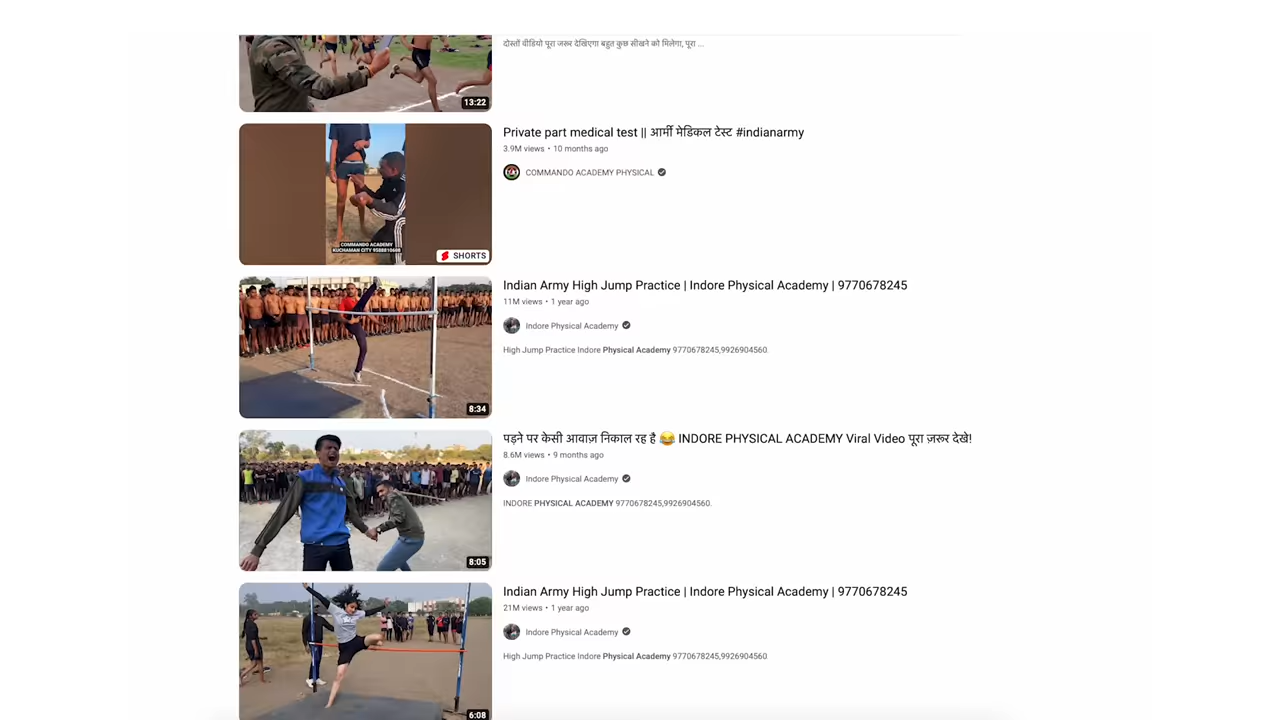 दोस्तों वीडियो पूरा जरूर देखिएगा बहुत कुछ सीखने को मिलेगा, पूरा ...
13:22
Private part medical test || आर्मी मेडिकल टेस्ट #indianarmy
3.9M views • 10 months ago
COMMANDO ACADEMY PHYSICAL
COMMANDO ACADEMY
KUCHAMAN CITY 9588810608
SHORTS
Indian Army High Jump Practice | Indore Physical Academy | 9770678245
11M views • 1 year ago
Indore Physical Academy
High Jump Practice Indore Physical Academy 9770678245,9926904560.
8:34
पड़ने पर केसी आवाज़ निकाल रह है 😂 INDORE PHYSICAL ACADEMY Viral Video पूरा ज़रूर देखे!
8.6M views • 9 months ago
Indore Physical Academy
INDORE PHYSICAL ACADEMY 9770678245,9926904560.
8:05
Indian Army High Jump Practice | Indore Physical Academy | 9770678245
21M views • 1 year ago
Indore Physical Academy
High Jump Practice Indore Physical Academy 9770678245,9926904560
6:08